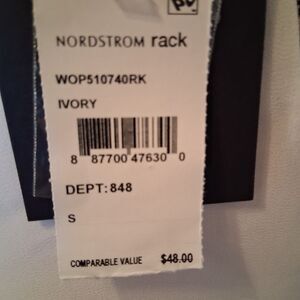 NORDSTROM rack
WOP510740RK
IVORY
8 87700 47630 0
DEPT: 848
S
COMPARABLE VALUE $48.00